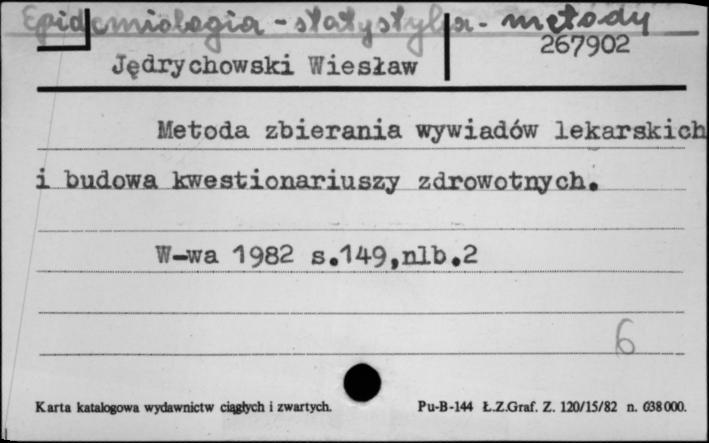 Epidemiologia - statystyka - metody
267902
Jędrychowski Wiesław
Metoda zbierania wywiadów lekarskich
i budowa kwestionariuszy zdrowotnych.
W-wa 1982 s.149,nlb.2
6
Karta katalogowa wydawnictw ciągłych i zwartych. Pu-B-144 Ł.Z.Graf. Z. 120/15/82 n. 638000.